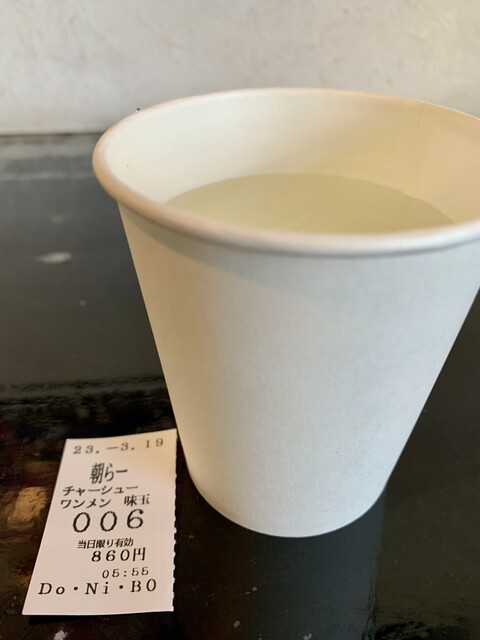 23.-3.19
朝らー
チャーシュー
ワンメン 味玉
006
当日限り有効
860円
05:55
Do・Ni・BO